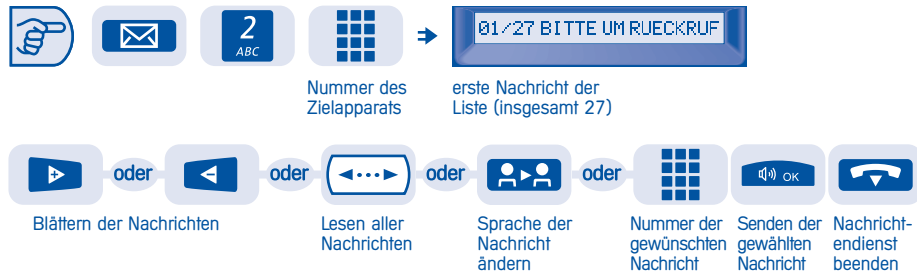 2
ABC
01/27 BITTE UM RUECKRUF
Nummer des
Zielapparats
erste Nachricht der
Liste (insgesamt 27)
oder
oder
oder
oder
OK
Blättern der Nachrichten
Lesen aller
Nachrichten
Sprache der
Nachricht
ändern
Nummer der
gewünschten
Nachricht
Senden der
gewählten
Nachricht
Nachricht-
endienst
beenden